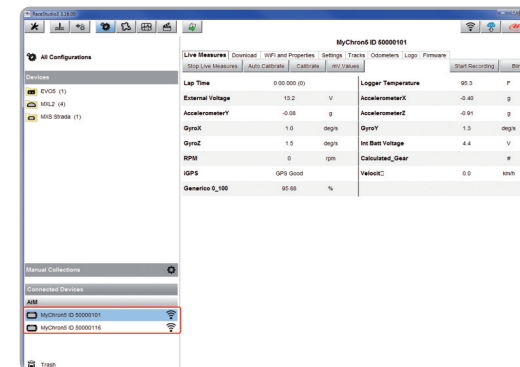 RaceStudio3 3.16.00
All Configurations
Devices
EVO5 (1)
MXL2 (4)
MXS Strada (1)
Manual Collections
Connected Devices
AiM
MyChron5 ID 50000101
MyChron5 ID 50000116
Trash
MyChron5 ID 50000101
Live Measures Download WiFi and Properties Settings Tracks Odometers Logo Firmware
Stop Live Measures Auto Calibrate Calibrate mV Values Start Recording
Lap Time 0:00.000 (0) Logger Temperature 95.3 F
External Voltage 13.2 V AccelerometerX -0.40 g
AccelerometerY -0.08 g AccelerometerZ -0.91 g
GyroX 1.0 deg/s GyroY 1.3 deg/s
GyroZ 1.5 deg/s Int Batt Voltage 4.4 V
RPM 0 rpm Calculated_Gear #
iGPS GPS Good Velocit□ 0.0 km/h
Generico 0_100 95.88 %